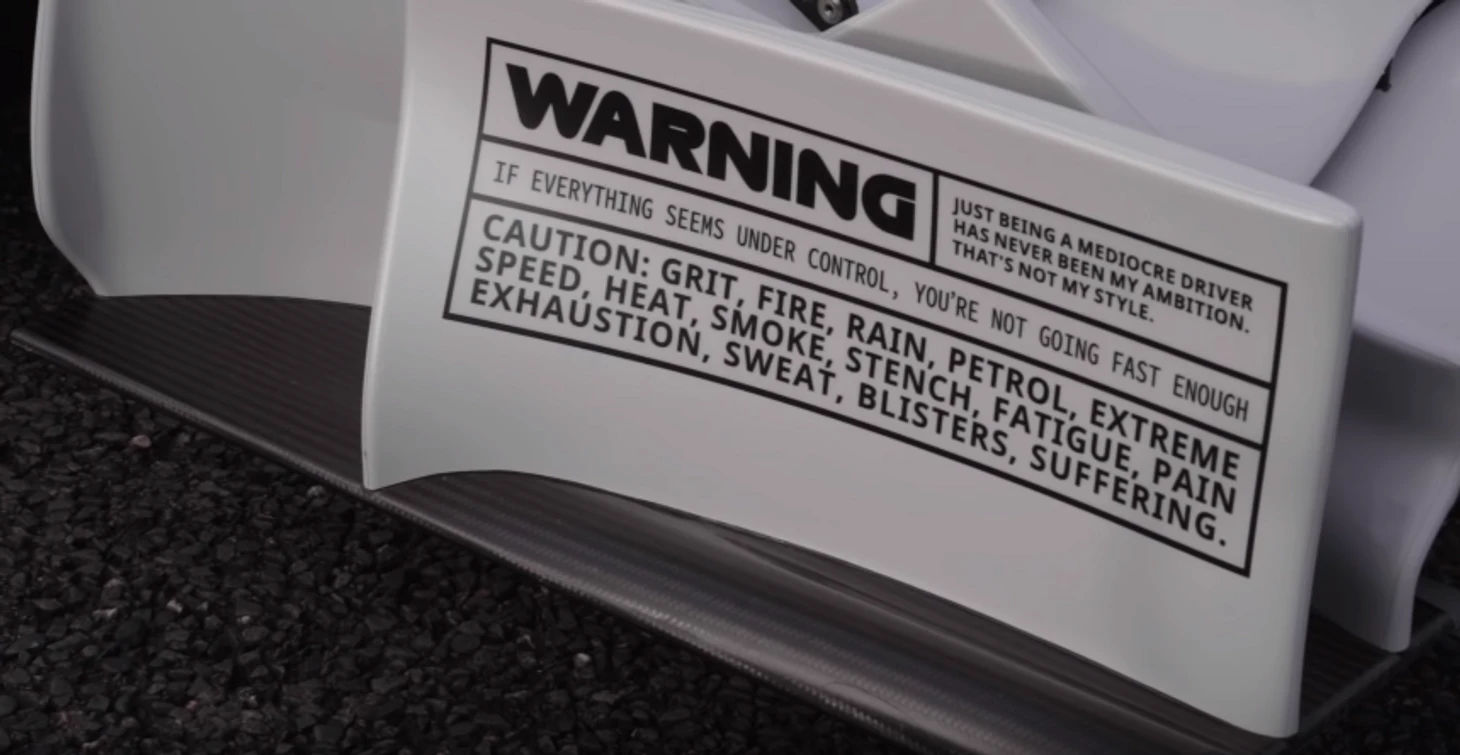 WARNING
JUST BEING A MEDIOCRE DRIVER
HAS NEVER BEEN MY AMBITION.
THAT'S NOT MY STYLE.
IF EVERYTHING SEEMS UNDER CONTROL, YOU'RE NOT GOING FAST ENOUGH
CAUTION: GRIT, FIRE, RAIN, PETROL, EXTREME
SPEED, HEAT, SMOKE, STENCH, FATIGUE, PAIN
EXHAUSTION, SWEAT, BLISTERS, SUFFERING.